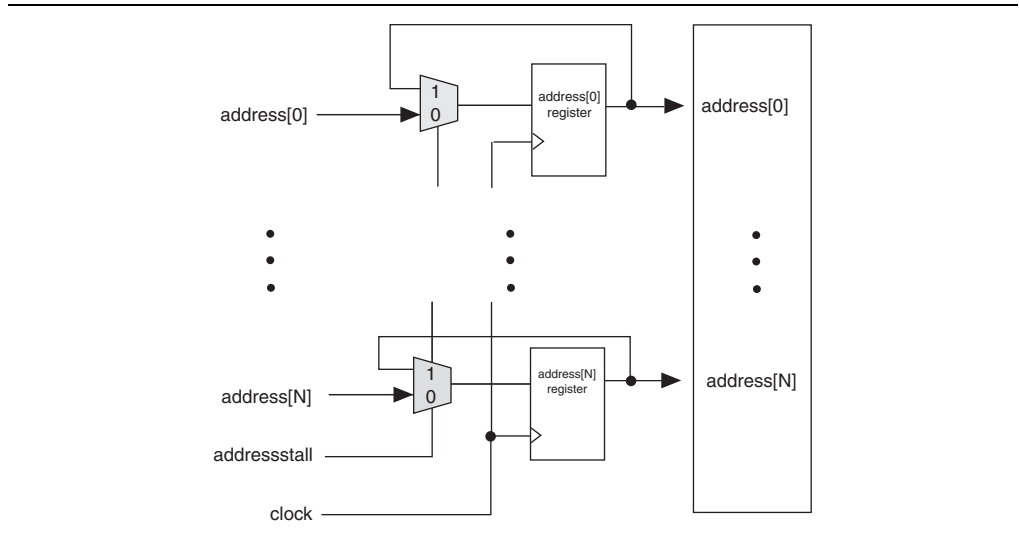 1
0
address[0]
address[0]
register
address[0]
1
0
address[N]
address[N]
register
address[N]
addressstall
clock